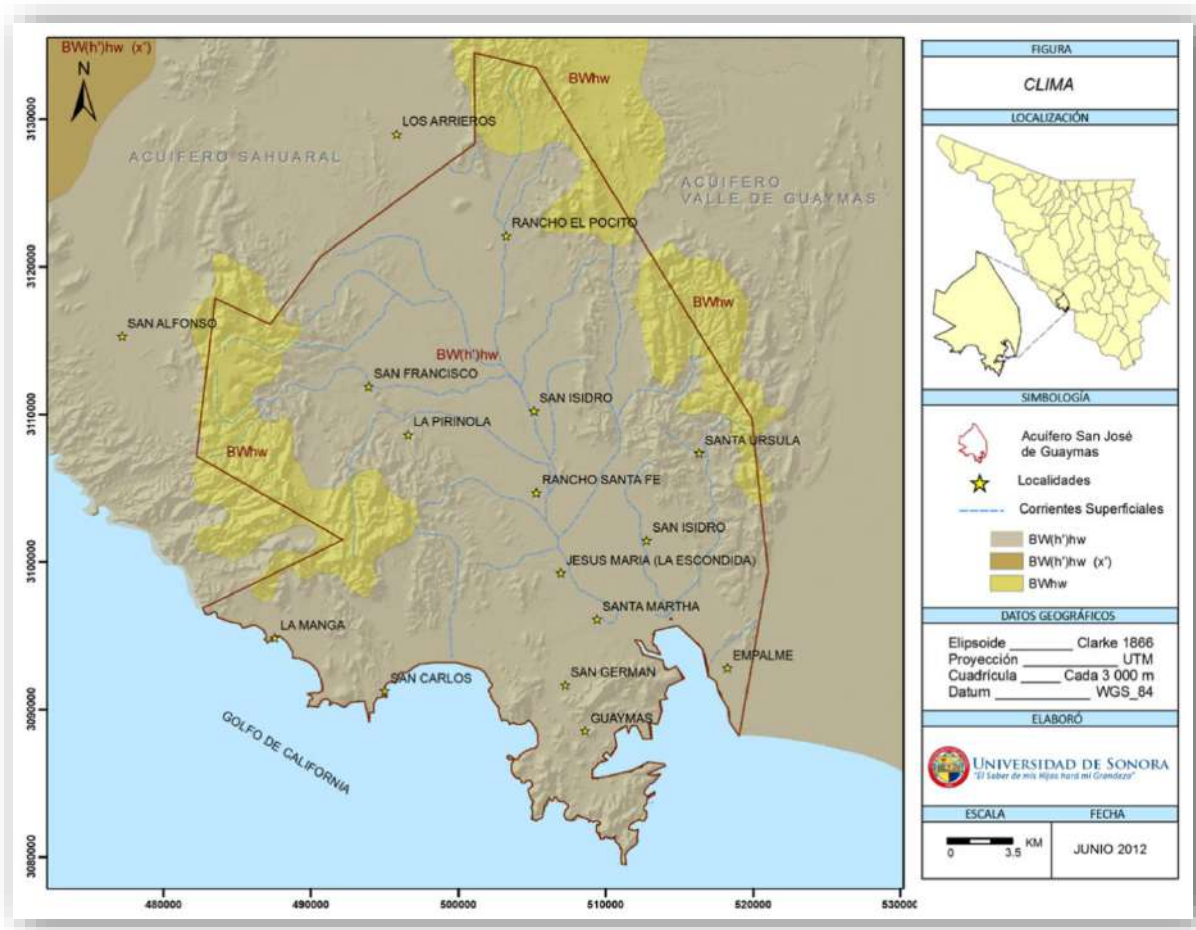 BW(h')hw (x')
N
BWhw
LOS ARRIEROS
ACUIFERO SAHUARAL
ACUIFERO
VALLE DE GUAYMAS
RANCHO EL POCITO
BWhw
SAN ALFONSO
BW(h')hw
SAN FRANCISCO
SAN ISIDRO
LA PIRINOLA
SANTA URSULA
BWhw
RANCHO SANTA FE
SAN ISIDRO
JESUS MARIA (LA ESCONDIDA)
SANTA MARTHA
LA MANGA
EMPALME
SAN GERMAN
SAN CARLOS
GUAYMAS
GOLFO DE CALIFORNIA
3130000
3120000
3110000
3100000
3090000
3080000
480000
490000
500000
510000
520000
530000
FIGURA
CLIMA
LOCALIZACIÓN
SIMBOLOGÍA
Acuifero San José
de Guaymas
Localidades
Corrientes Superficiales
BW(h')hw
BW(h')hw (x')
BWhw
DATOS GEOGRÁFICOS
Elipsoide ________ Clarke 1866
Proyección ____________ UTM
Cuadrícula _____ Cada 3 000 m
Datum ______________ WGS_84
ELABORÓ
UNIVERSIDAD DE SONORA
"El Saber de mis Hijos hará mi Grandeza"
ESCALA
FECHA
KM
0 3.5
JUNIO 2012